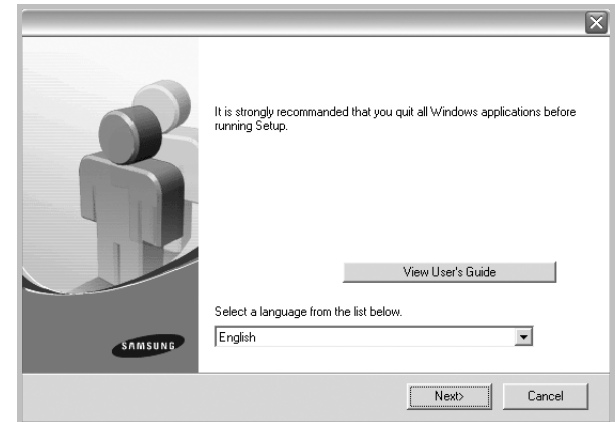 It is strongly recommanded that you quit all Windows applications before
running Setup.
View User's Guide
Select a language from the list below.
English
SAMSUNG
Next>
Cancel